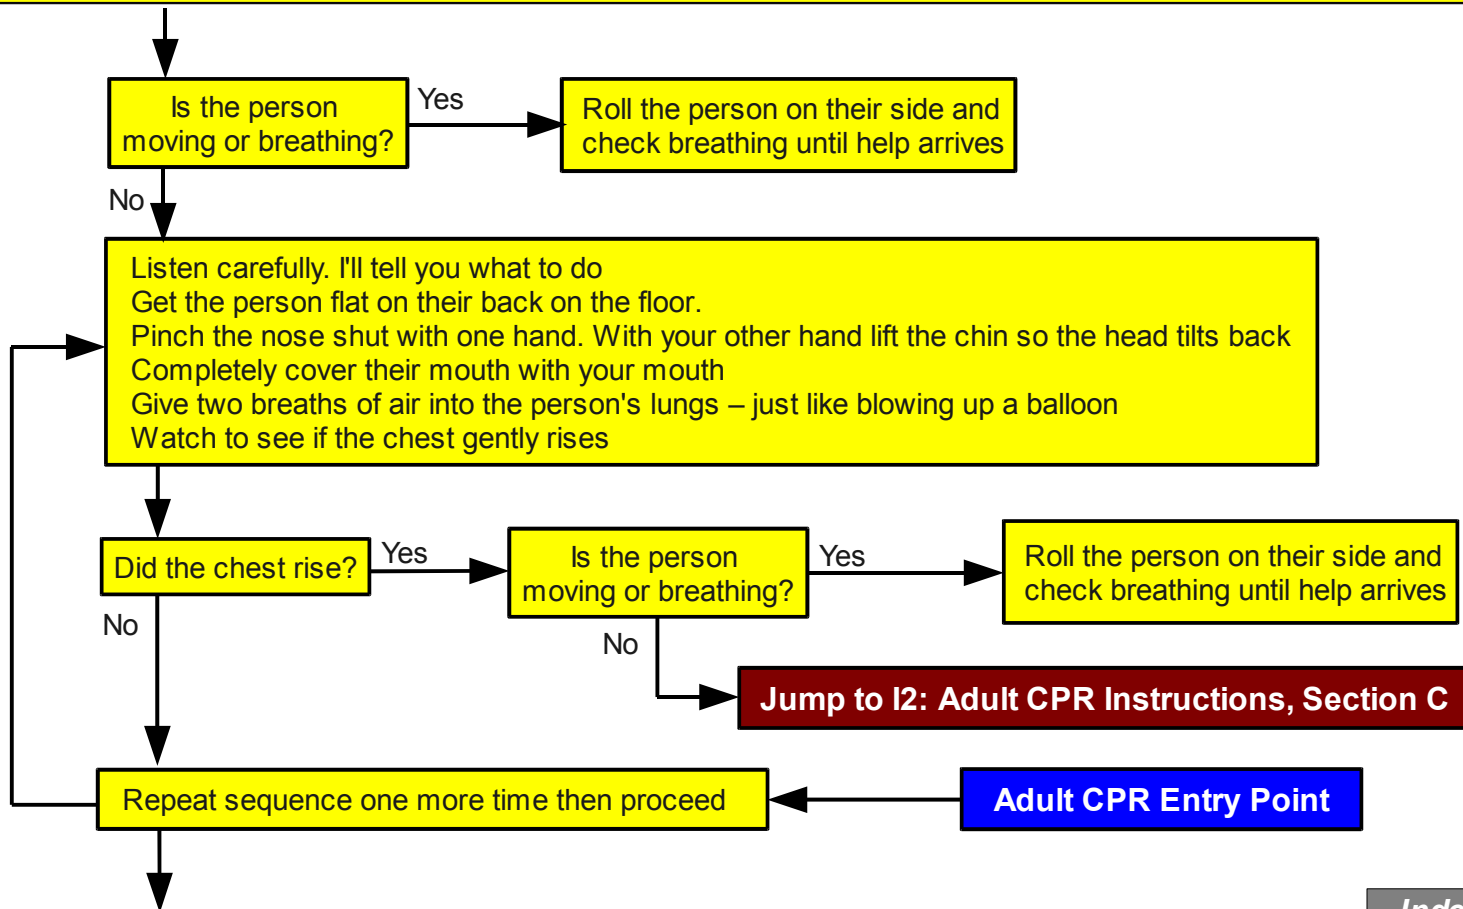 Is the person
moving or breathing?
Yes
Roll the person on their side and
check breathing until help arrives
No
Listen carefully. I'll tell you what to do
Get the person flat on their back on the floor.
Pinch the nose shut with one hand. With your other hand lift the chin so the head tilts back
Completely cover their mouth with your mouth
Give two breaths of air into the person's lungs – just like blowing up a balloon
Watch to see if the chest gently rises
Did the chest rise?
Yes
Is the person
moving or breathing?
Yes
Roll the person on their side and
check breathing until help arrives
No
No
Jump to I2: Adult CPR Instructions, Section C
Repeat sequence one more time then proceed
Adult CPR Entry Point